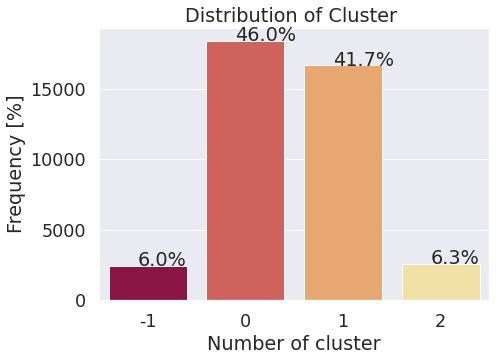 Distribution of Cluster
46.0%
41.7%
15000
10000
5000
6.0%
6.3%
0
Frequency [%]
-1 0 1 2
Number of cluster